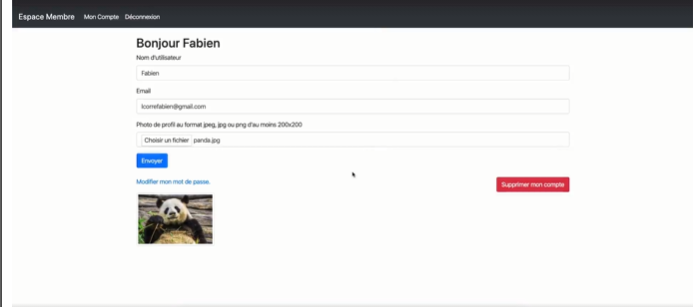 Espace Membre Mon Compte Déconnexion
Bonjour Fabien
Nom d'utilisateur
Fabien
Email
lcorrefabien@gmail.com
Photo de profil au format jpeg, jpg ou png d'au moins 200x200
Choisir un fichier panda.jpg
Envoyer
Modifier mon mot de passe.
Supprimer mon compte